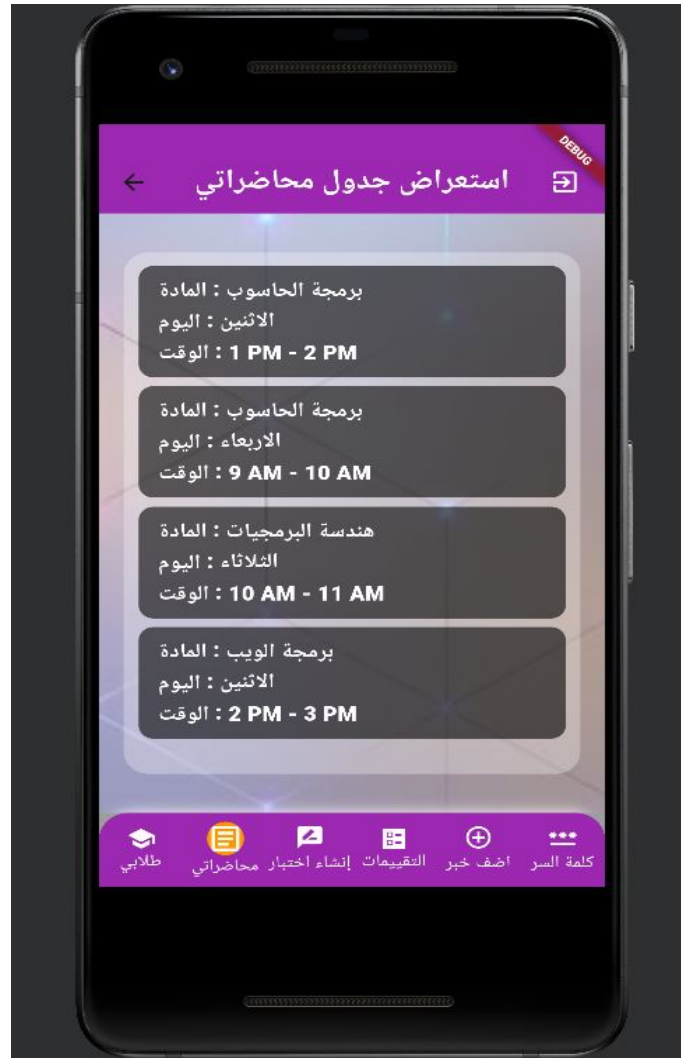 DEBUG
استعراض جدول محاضراتي
برمجة الحاسوب : المادة
الاثنين : اليوم
1 PM - 2 PM : الوقت
برمجة الحاسوب : المادة
الاربعاء : اليوم
9 AM - 10 AM : الوقت
هندسة البرمجيات : المادة
الثلاثاء : اليوم
10 AM - 11 AM : الوقت
برمجة الويب : المادة
الاثنين : اليوم
2 PM - 3 PM : الوقت
كلمة السر
اضف خبر
التقييمات
إنشاء اختبار
محاضراتي
طلابي